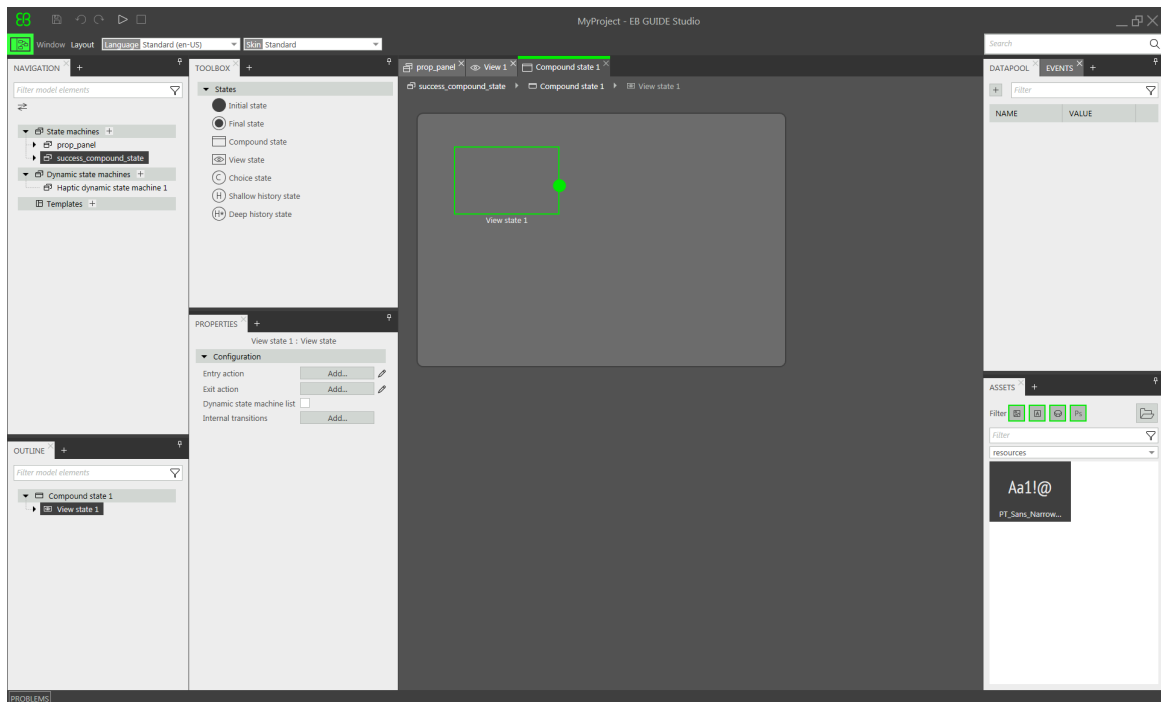 EB
MyProject - EB GUIDE Studio
Window Layout Language Standard (en-US) Skin Standard
Search
NAVIGATION
Filter model elements
State machines
prop_panel
success_compound_state
Dynamic state machines
Haptic dynamic state machine 1
Templates
OUTLINE
Filter model elements
Compound state 1
View state 1
TOOLBOX
States
Initial state
Final state
Compound state
View state
C Choice state
H Shallow history state
H* Deep history state
PROPERTIES
View state 1 : View state
Configuration
Entry action Add...
Exit action Add...
Dynamic state machine list
Internal transitions Add...
prop_panel View 1 Compound state 1
success_compound_state Compound state 1 View state 1
View state 1
DATAPOOL EVENTS
Filter
NAME VALUE
ASSETS
Filter A Ps
Filter
resources
Aa1!@
PT_Sans_Narrow...
PROBLEMS